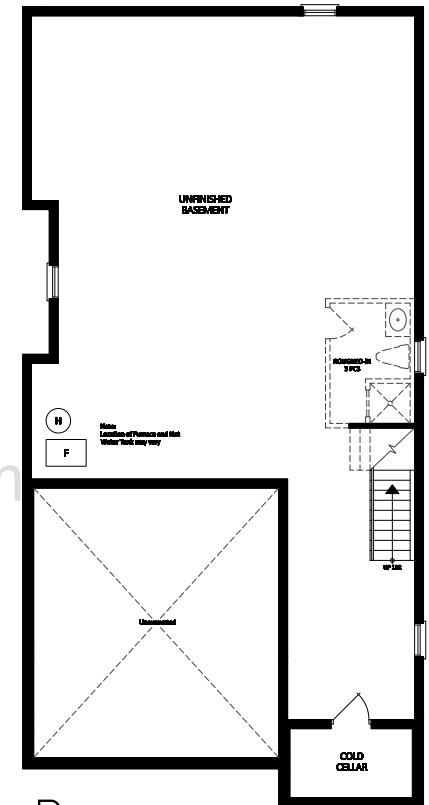 UNFINISHED
BASEMENT
ROUGHED-IN
3 PCS
H
F
Note:
Location of Furnace and Hot
Water Tank may vary
Unexcavated
COLD
CELLAR